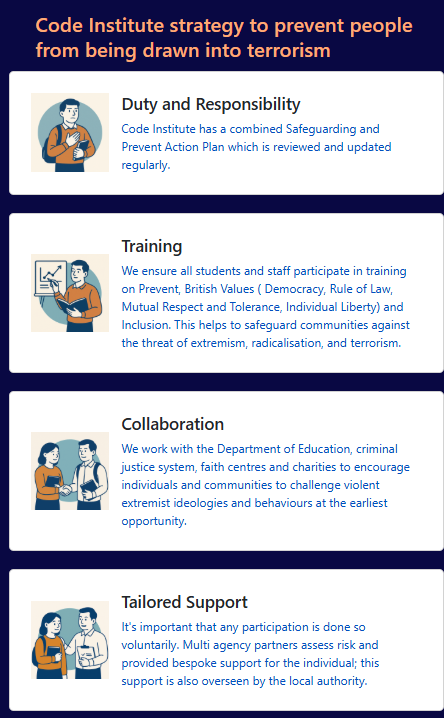 Code Institute strategy to prevent people
from being drawn into terrorism
Duty and Responsibility
Code Institute has a combined Safeguarding and
Prevent Action Plan which is reviewed and updated
regularly.
Training
We ensure all students and staff participate in training
on Prevent, British Values ( Democracy, Rule of Law,
Mutual Respect and Tolerance, Individual Liberty) and
Inclusion. This helps to safeguard communities against
the threat of extremism, radicalisation, and terrorism.
Collaboration
We work with the Department of Education, criminal
justice system, faith centres and charities to encourage
individuals and communities to challenge violent
extremist ideologies and behaviours at the earliest
opportunity.
Tailored Support
It's important that any participation is done so
voluntarily. Multi agency partners assess risk and
provided bespoke support for the individual; this
support is also overseen by the local authority.